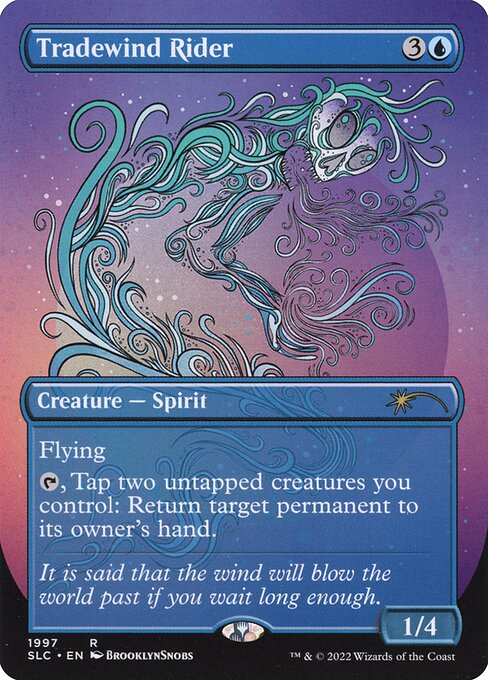 Tradewind Rider 3
Creature — Spirit
Flying
, Tap two untapped creatures you
control: Return target permanent to
its owner's hand.
It is said that the wind will blow the
world past if you wait long enough.
1/4
1997 R
SLC • EN BrooklynSnobs
™ & © 2022 Wizards of the Coast